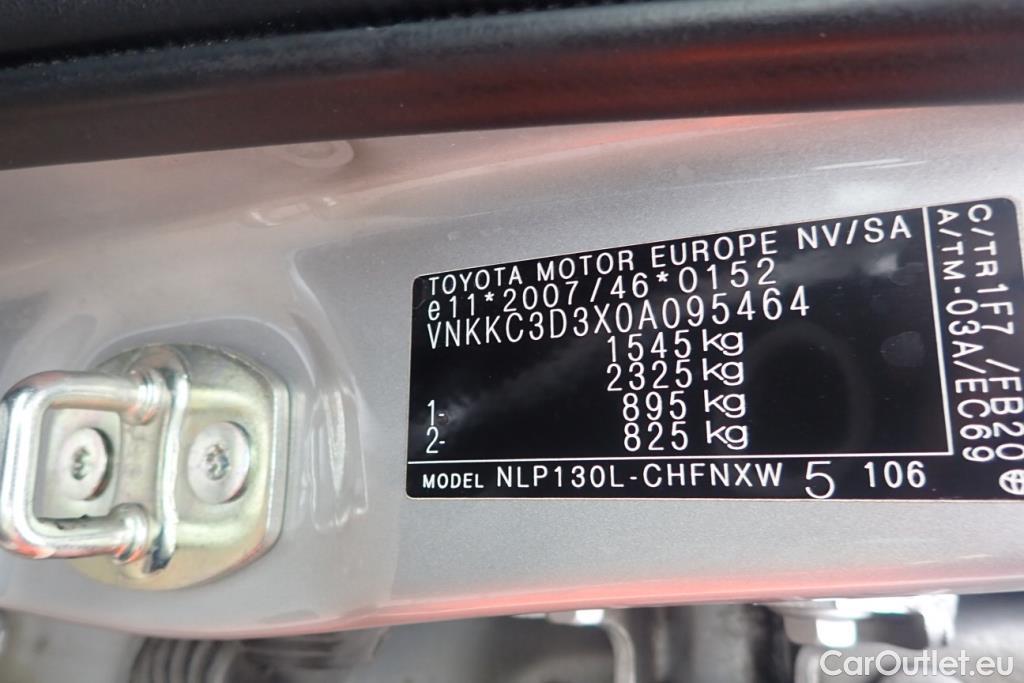 TOYOTA MOTOR EUROPE NV/SA
e11*2007/46*0152
VNKKC3D3X0A095464
1545 kg
2325 kg
1- 895 kg
2- 825 kg
MODEL NLP130L-CHFNXW 5 106
C/TR1F7 /FB20
A/TM-03A/EC69
CarOutlet.eu